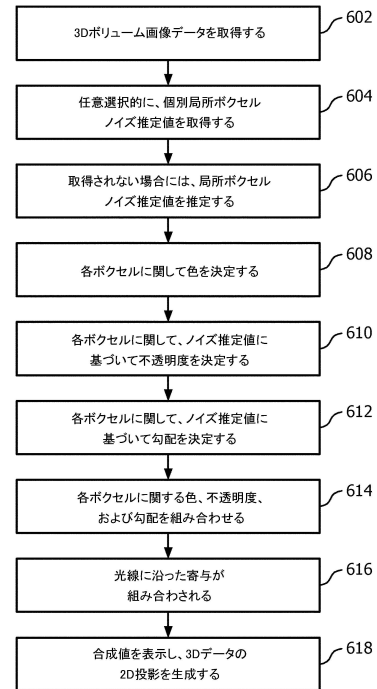 3Dボリューム画像データを取得する
602
任意選択的に、個別局所ボクセル
ノイズ推定値を取得する
604
取得されない場合には、局所ボクセル
ノイズ推定値を推定する
606
各ボクセルに関して色を決定する
608
各ボクセルに関して、ノイズ推定値に
基づいて不透明度を決定する
610
各ボクセルに関して、ノイズ推定値に
基づいて勾配を決定する
612
各ボクセルに関する色、不透明度、
および勾配を組み合わせる
614
光線に沿った寄与が
組み合わされる
616
合成値を表示し、3Dデータの
2D投影を生成する
618